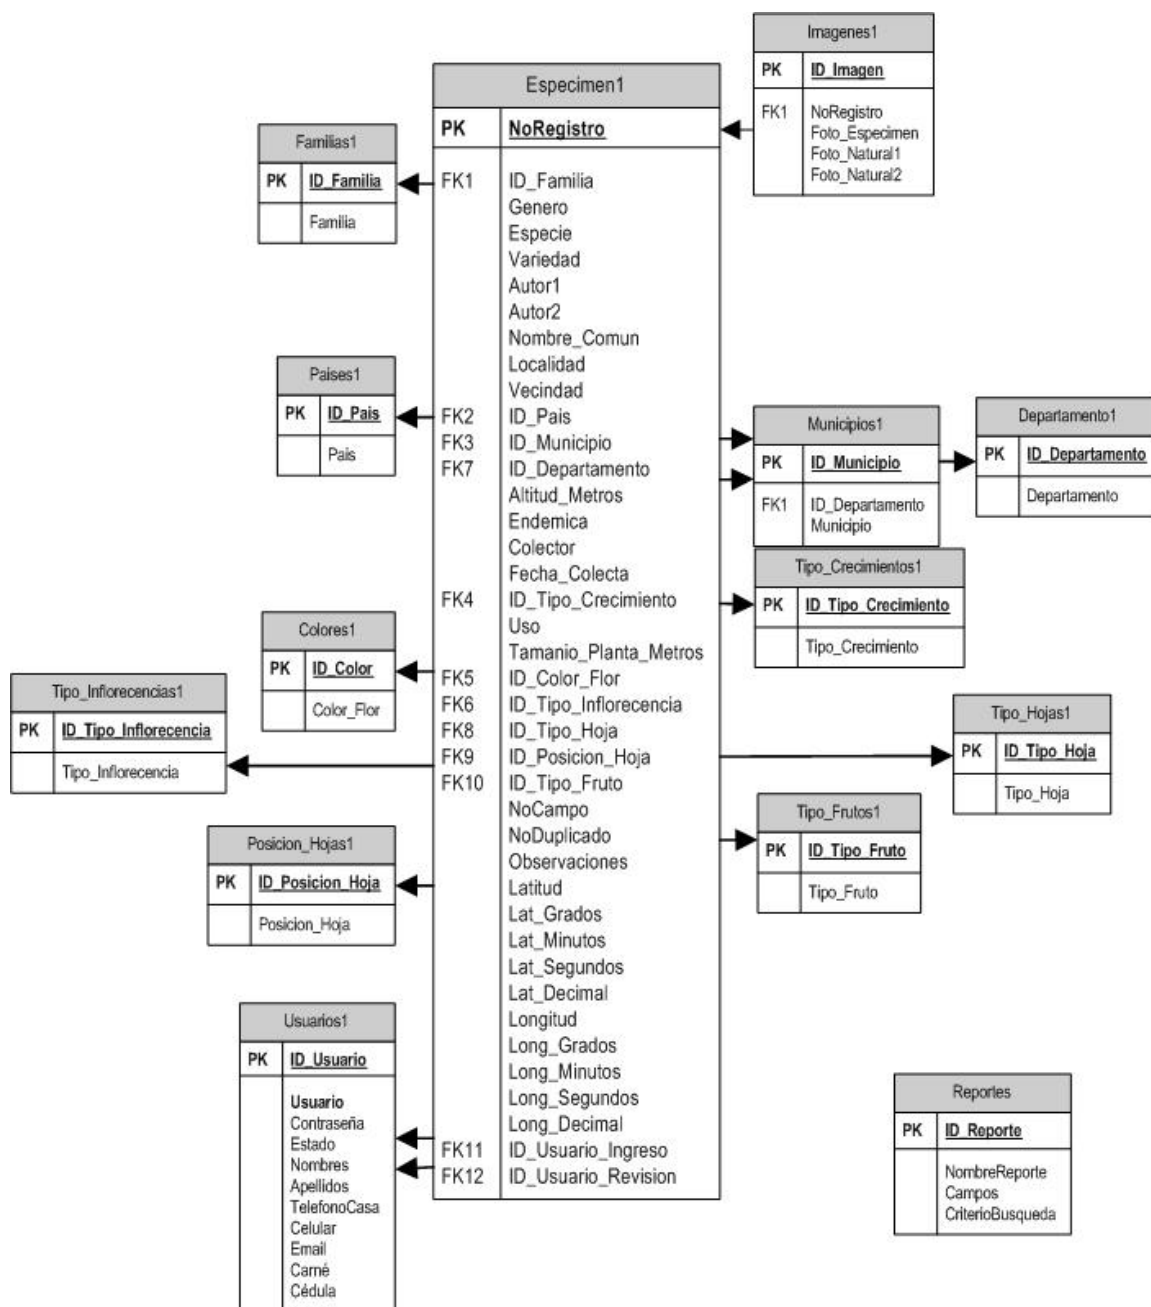 Imagenes1
PK ID_Imagen
FK1 NoRegistro
Foto_Especimen
Foto_Natural1
Foto_Natural2
Especimen1
PK NoRegistro
FK1 ID_Familia
Genero
Especie
Variedad
Autor1
Autor2
Nombre_Comun
Localidad
Vecindad
FK2 ID_Pais
FK3 ID_Municipio
FK7 ID_Departamento
Altitud_Metros
Endemica
Colector
Fecha_Colecta
FK4 ID_Tipo_Crecimiento
Uso
Tamanio_Planta_Metros
FK5 ID_Color_Flor
FK6 ID_Tipo_Inflorecencia
FK8 ID_Tipo_Hoja
FK9 ID_Posicion_Hoja
FK10 ID_Tipo_Fruto
NoCampo
NoDuplicado
Observaciones
Latitud
Lat_Grados
Lat_Minutos
Lat_Segundos
Lat_Decimal
Longitud
Long_Grados
Long_Minutos
Long_Segundos
Long_Decimal
FK11 ID_Usuario_Ingreso
FK12 ID_Usuario_Revision
Familias1
PK ID_Familia
Familia
Paises1
PK ID_Pais
Pais
Municipios1
PK ID_Municipio
FK1 ID_Departamento
Municipio
Departamento1
PK ID_Departamento
Departamento
Tipo_Crecimientos1
PK ID_Tipo_Crecimiento
Tipo_Crecimiento
Colores1
PK ID_Color
Color_Flor
Tipo_Inflorecencias1
PK ID_Tipo_Inflorecencia
Tipo_Inflorecencia
Tipo_Hojas1
PK ID_Tipo_Hoja
Tipo_Hoja
Tipo_Frutos1
PK ID_Tipo_Fruto
Tipo_Fruto
Posicion_Hojas1
PK ID_Posicion_Hoja
Posicion_Hoja
Usuarios1
PK ID_Usuario
Usuario
Contraseña
Estado
Nombres
Apellidos
TelefonoCasa
Celular
Email
Carné
Cédula
Reportes
PK ID_Reporte
NombreReporte
Campos
CriterioBusqueda